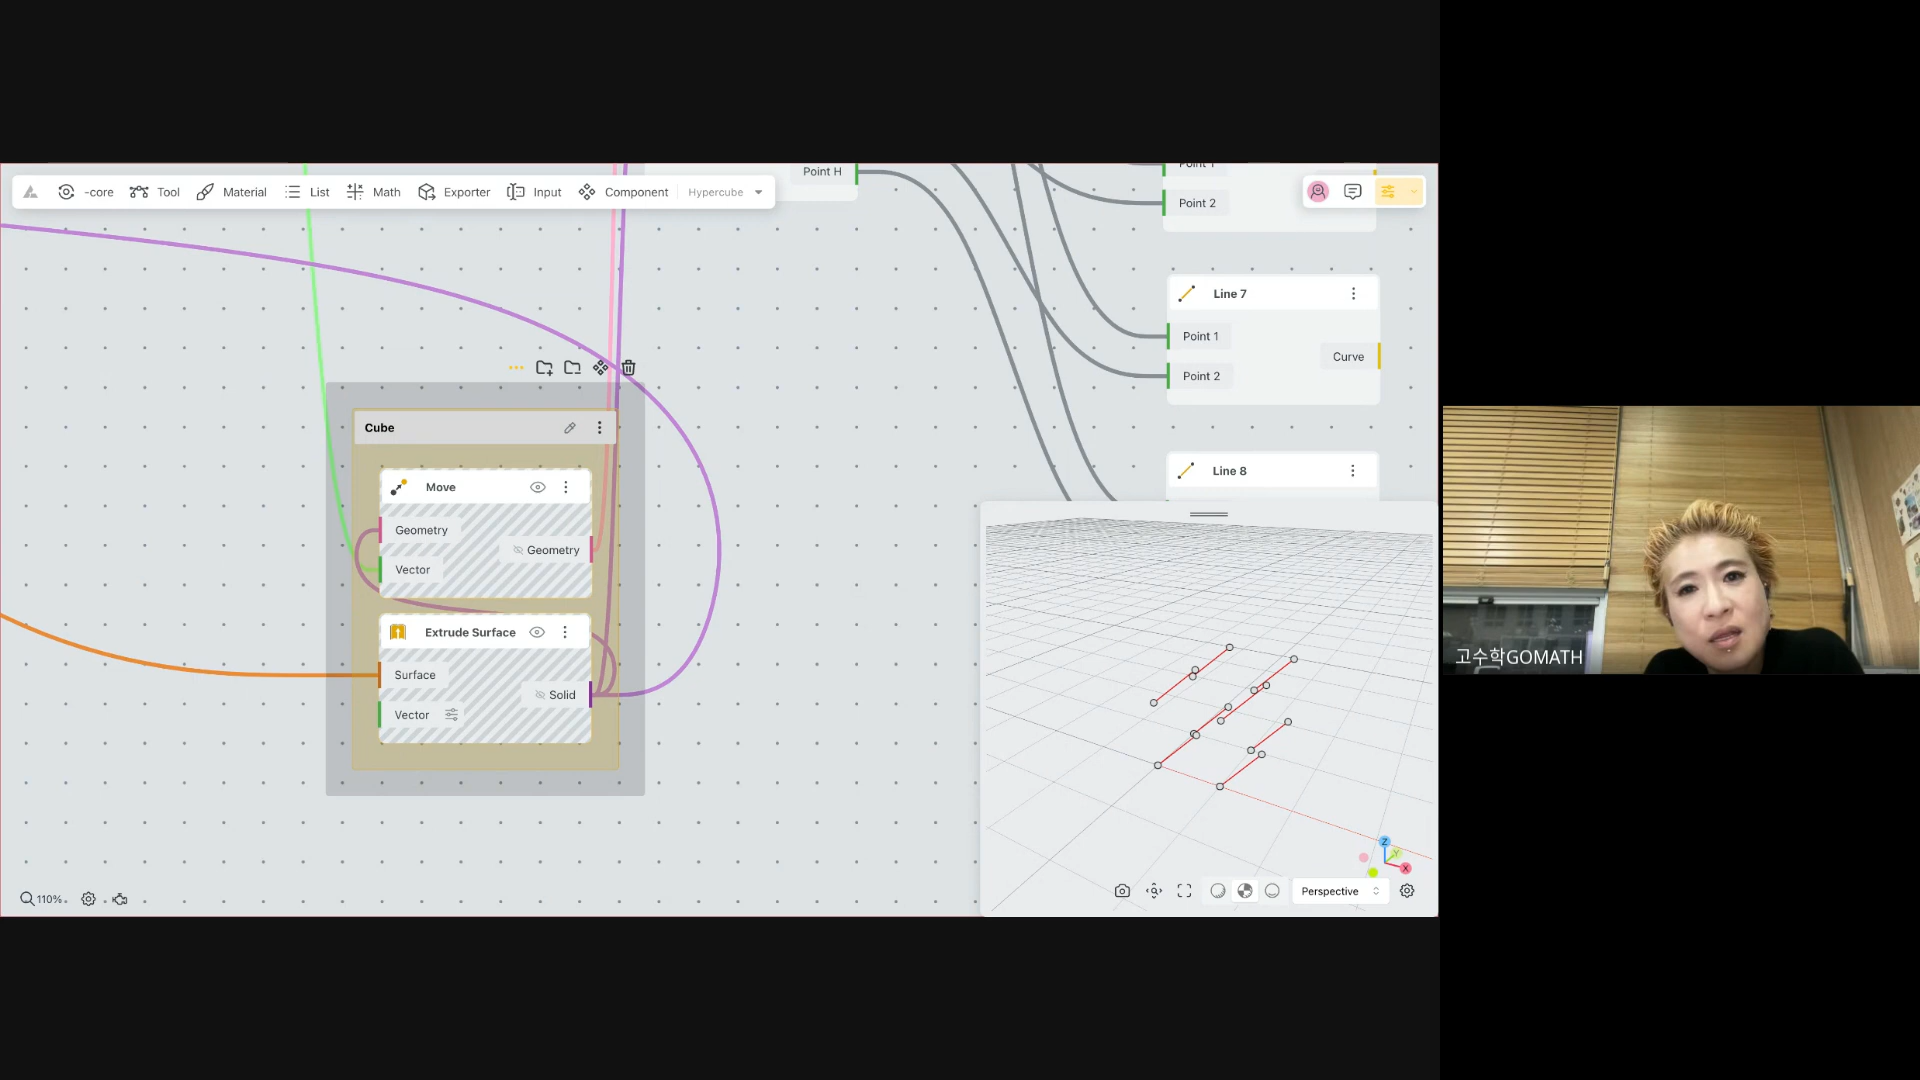 Point H
Point 1
-core
Tool
Material
List
Math
Exporter
Input
Component
Hypercube
Point 2
Line 7
Point 1
Curve
Point 2
Cube
Line 8
Move
Geometry
Geometry
Vector
Extrude Surface
Surface
Solid
Vector
고수학GOMATH
Z
Y
X
Perspective
110%